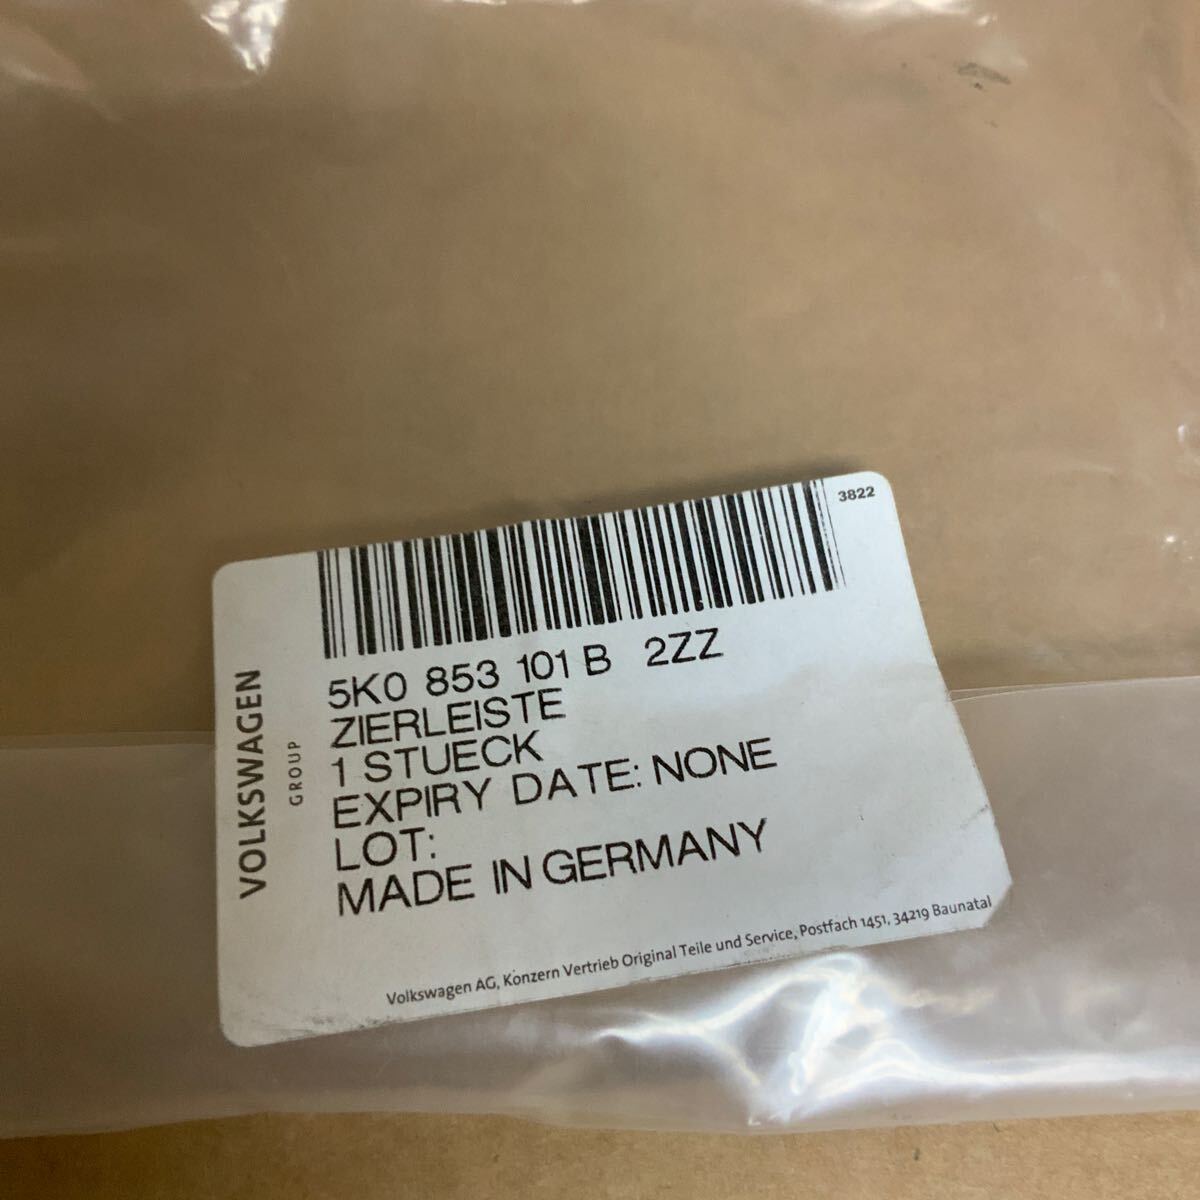 3822
VOLKSWAGEN
GROUP
5K0 853 101 B 2ZZ
ZIERLEISTE
1 STUECK
EXPIRY DATE: NONE
LOT:
MADE IN GERMANY
Volkswagen AG, Konzern Vertrieb Original Teile und Service, Postfach 1451, 34219 Baunatal